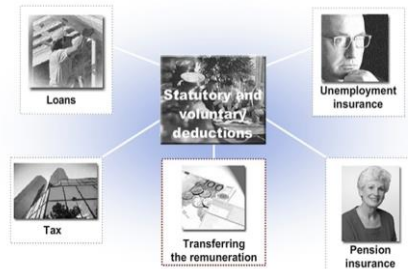 Loans
Statutory and
voluntary
deductions
Unemployment
insurance
Tax
Transferring
the remuneration
Pension
insurance